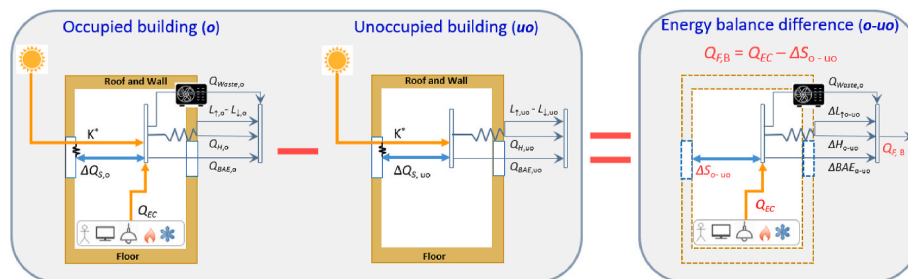 Occupied building (o)
Roof and Wall
Q_Waste,o
L↑,o - L↓,o
K*
Q_H,o
ΔQ_S,o
Q_BAE,o
Q_EC
Floor
Unoccupied building (uo)
Roof and Wall
L↑,uo - L↓,uo
K*
Q_H,uo
ΔQ_S, uo
Q_BAE,uo
Floor
Energy balance difference (o-uo)
Q_F,B = Q_EC − ΔS_o - uo
Q_Waste,o
ΔL↑o-uo
ΔH_o-uo
Q_F, B
ΔS_o- uo
ΔBAE_o-uo
Q_EC